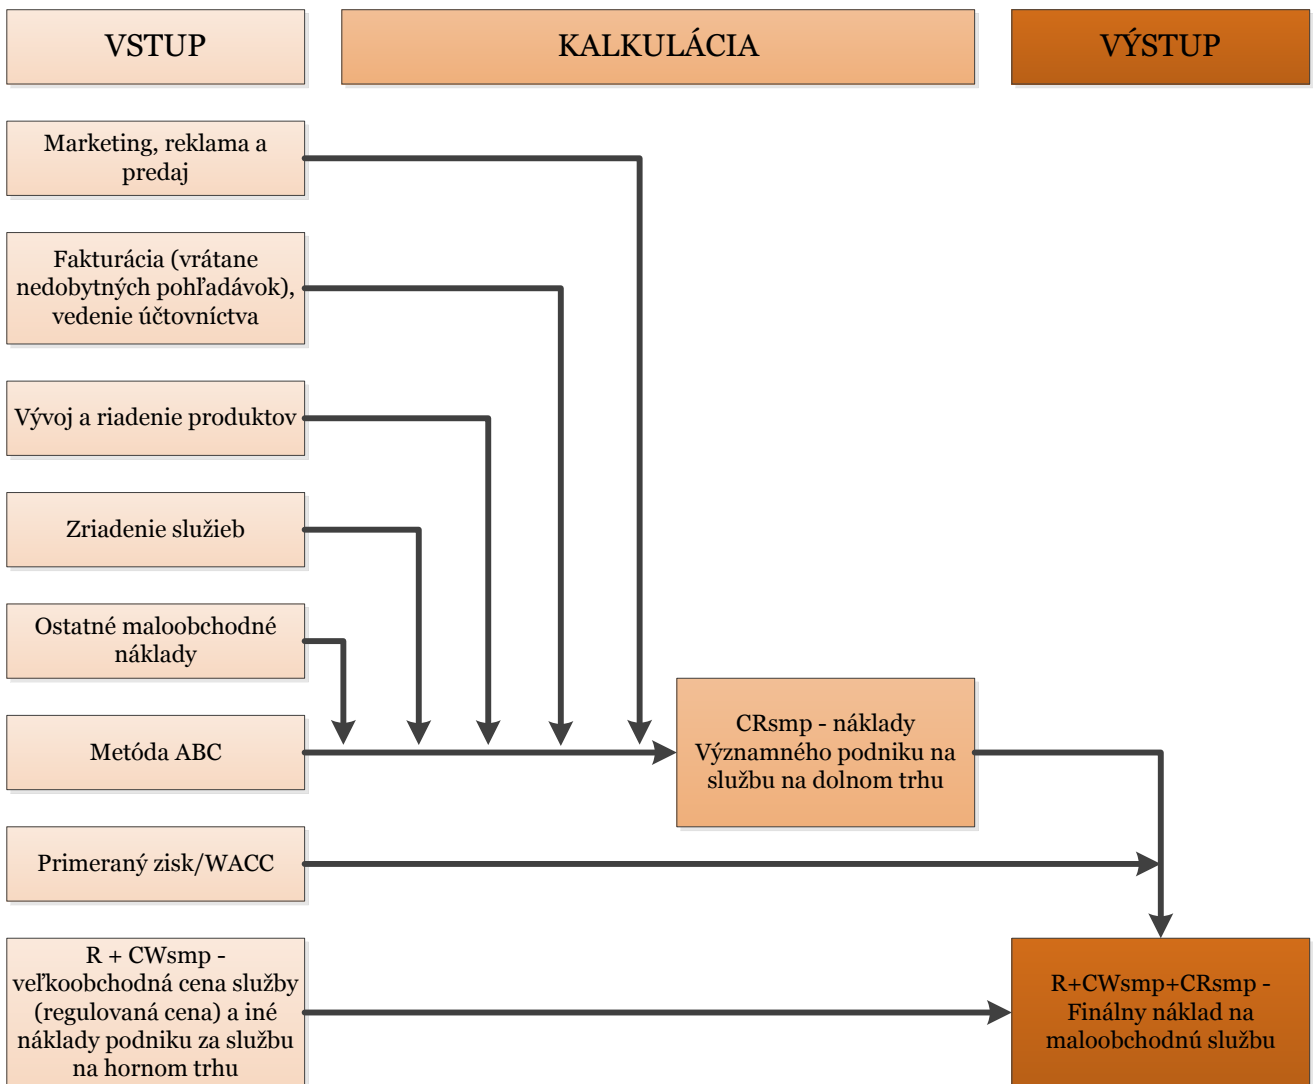 VSTUP
KALKULÁCIA
VÝSTUP
Marketing, reklama a
predaj
Fakturácia (vrátane
nedobytných pohľadávok),
vedenie účtovníctva
Vývoj a riadenie produktov
Zriadenie služieb
Ostatné maloobchodné
náklady
Metóda ABC
CRsmp - náklady
Významného podniku na
službu na dolnom trhu
Primeraný zisk/WACC
R + CWsmp -
veľkoobchodná cena služby
(regulovaná cena) a iné
náklady podniku za službu
na hornom trhu
R+CWsmp+CRsmp -
Finálny náklad na
maloobchodnú službu